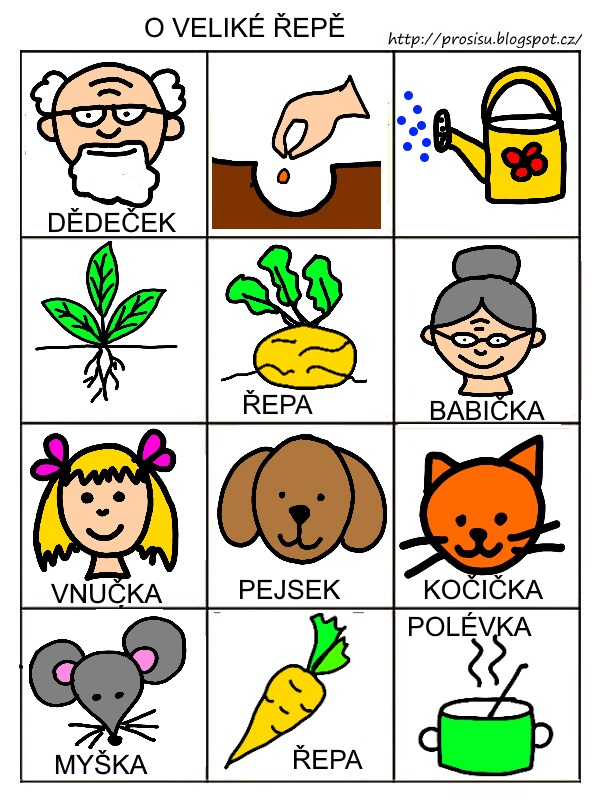 O VELIKÉ ŘEPĚ
http://prosisu.blogspot.cz/
DĚDEČEK
ŘEPA
BABIČKA
VNUČKA
PEJSEK
KOČIČKA
MYŠKA
ŘEPA
POLÉVKA